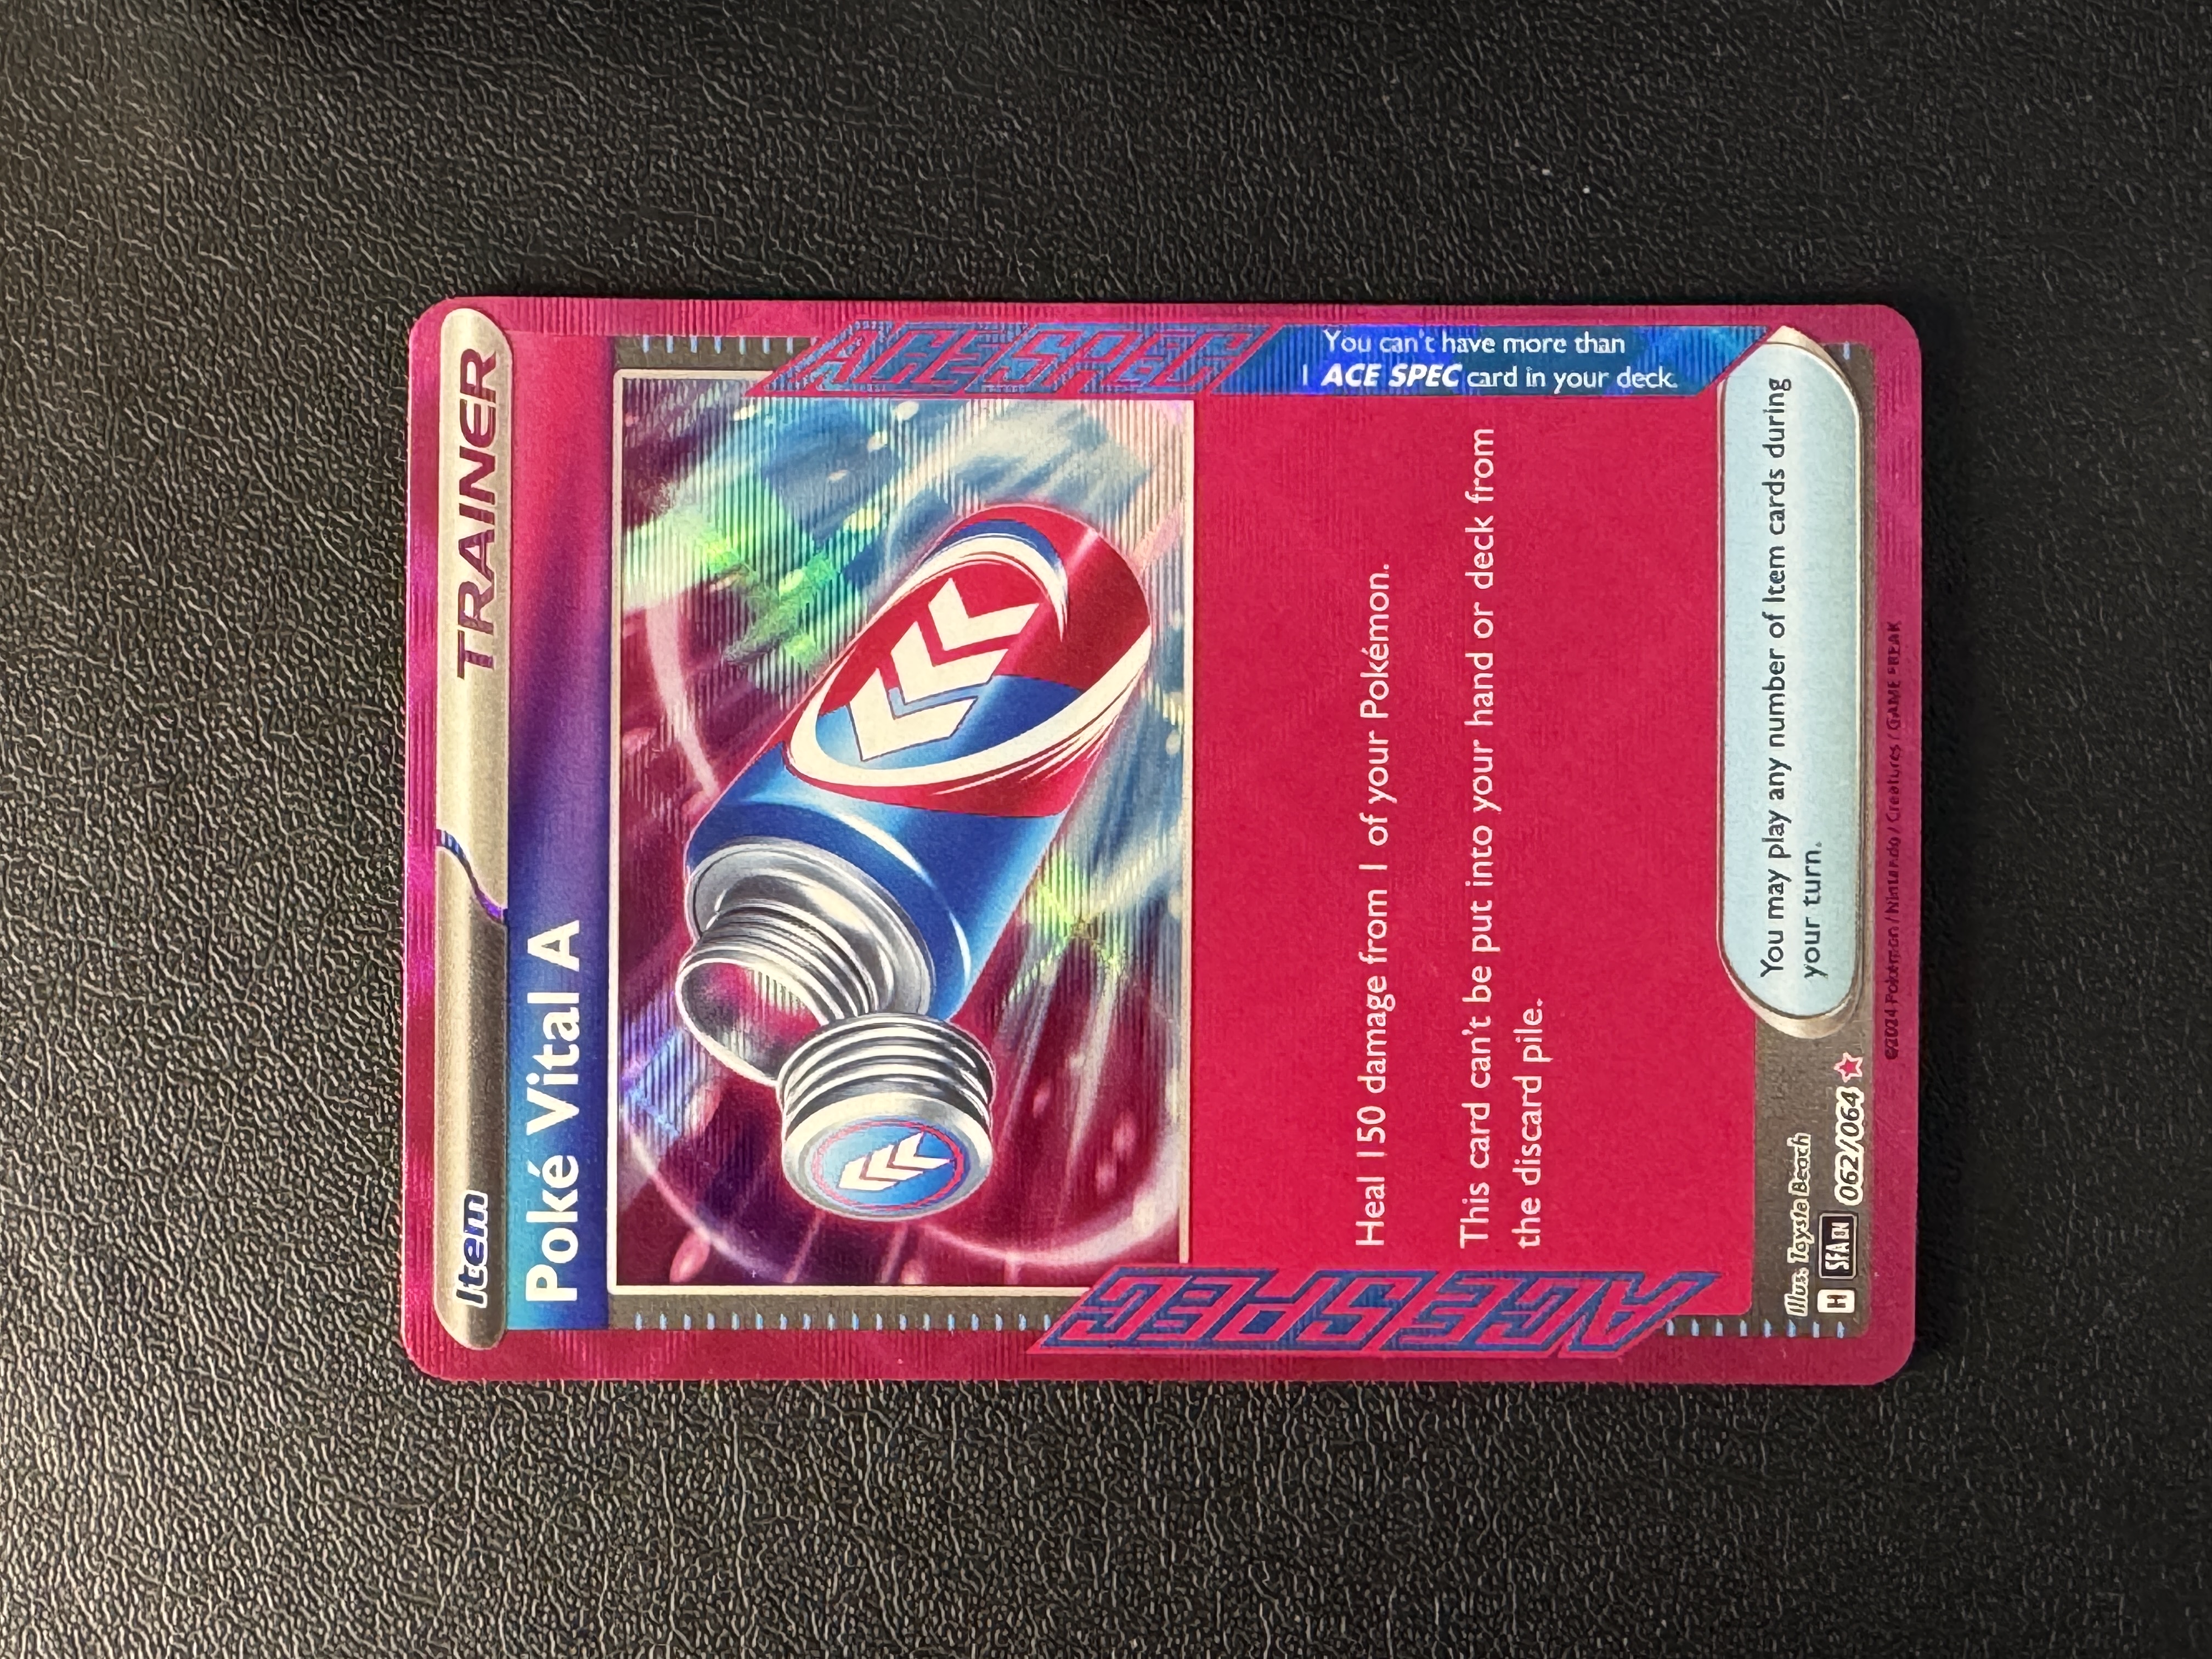 Item
TRAINER
Poké Vital A
ACE SPEC
Heal 150 damage from 1 of your Pokémon.
This card can't be put into your hand or deck from
the discard pile.
You can't have more than
1 ACE SPEC card in your deck.
ACE SPEC
You may play any number of Item cards during
your turn.
Illus. Toyste Beach
H SFA EN 062/064
©2024 Pokémon / Nintendo / Creatures / GAME FREAK